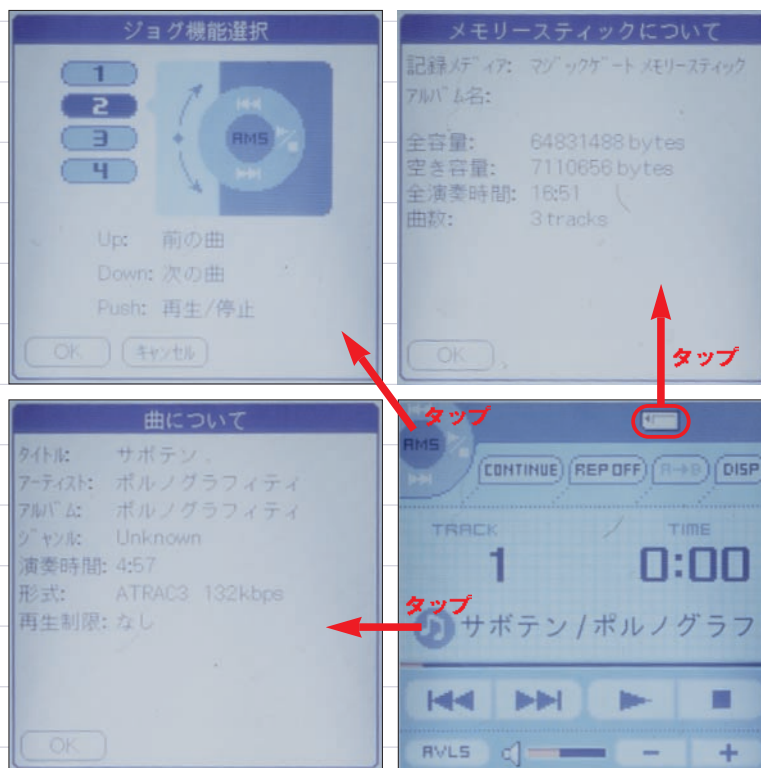 ジョグ機能選択
1
2
3
4
RMS
Up: 前の曲
Down: 次の曲
Push: 再生/停止
OK キャンセル
メモリースティックについて
記録メディア: マジックゲート メモリースティック
アルバム名:
全容量: 64831488 bytes
空き容量: 7110656 bytes
全演奏時間: 16:51
曲数: 3 tracks
OK
タップ
タップ
曲について
タイトル: サボテン
アーティスト: ポルノグラフィティ
アルバム: ポルノグラフィティ
ジャンル: Unknown
演奏時間: 4:57
形式: ATRAC3 132kbps
再生制限: なし
OK
RMS
CONTINUE REP OFF A→B DISP
TRACK TIME
1 0:00
タップ
サボテン/ポルノグラフ
AVLS - +